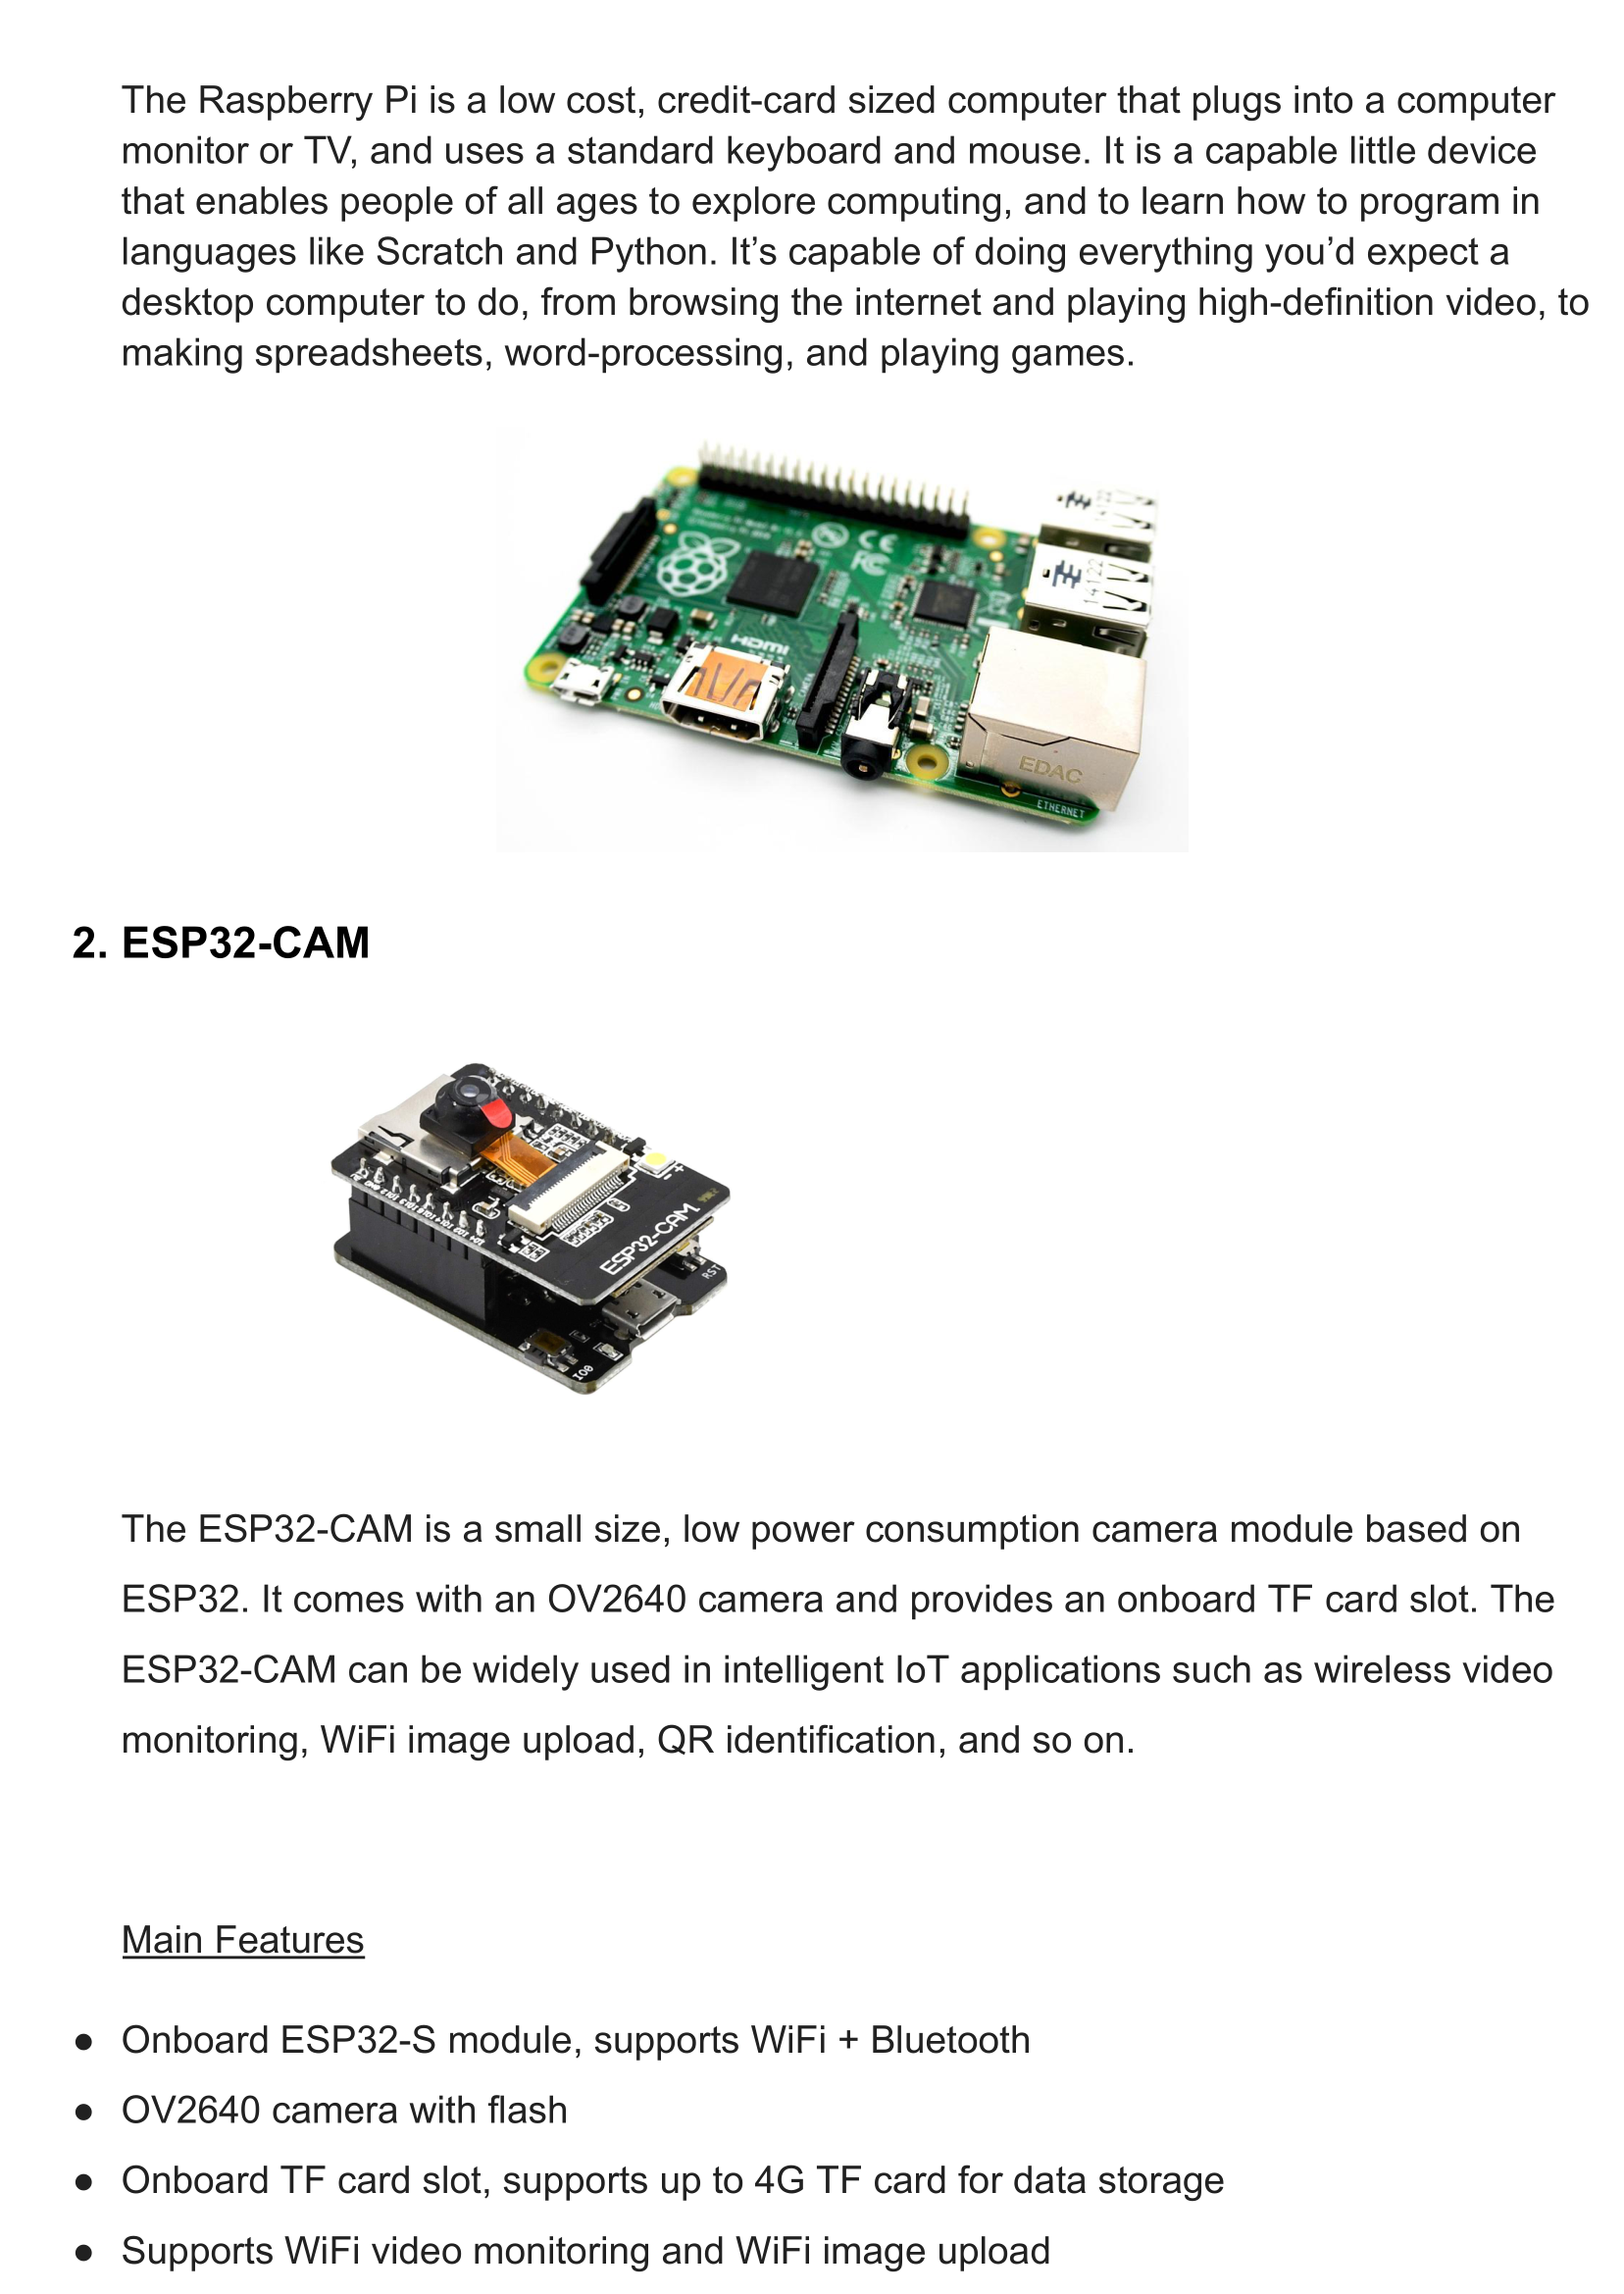 The Raspberry Pi is a low cost, credit-card sized computer that plugs into a computer
monitor or TV, and uses a standard keyboard and mouse. It is a capable little device
that enables people of all ages to explore computing, and to learn how to program in
languages like Scratch and Python. It’s capable of doing everything you’d expect a
desktop computer to do, from browsing the internet and playing high-definition video, to
making spreadsheets, word-processing, and playing games.
CE
FC
14122
HDMI
CAMERA
EDAC
ETHERNET
2. ESP32-CAM
ESP32-CAM
RST
IO0
The ESP32-CAM is a small size, low power consumption camera module based on
ESP32. It comes with an OV2640 camera and provides an onboard TF card slot. The
ESP32-CAM can be widely used in intelligent IoT applications such as wireless video
monitoring, WiFi image upload, QR identification, and so on.
Main Features
● Onboard ESP32-S module, supports WiFi + Bluetooth
● OV2640 camera with flash
● Onboard TF card slot, supports up to 4G TF card for data storage
● Supports WiFi video monitoring and WiFi image upload